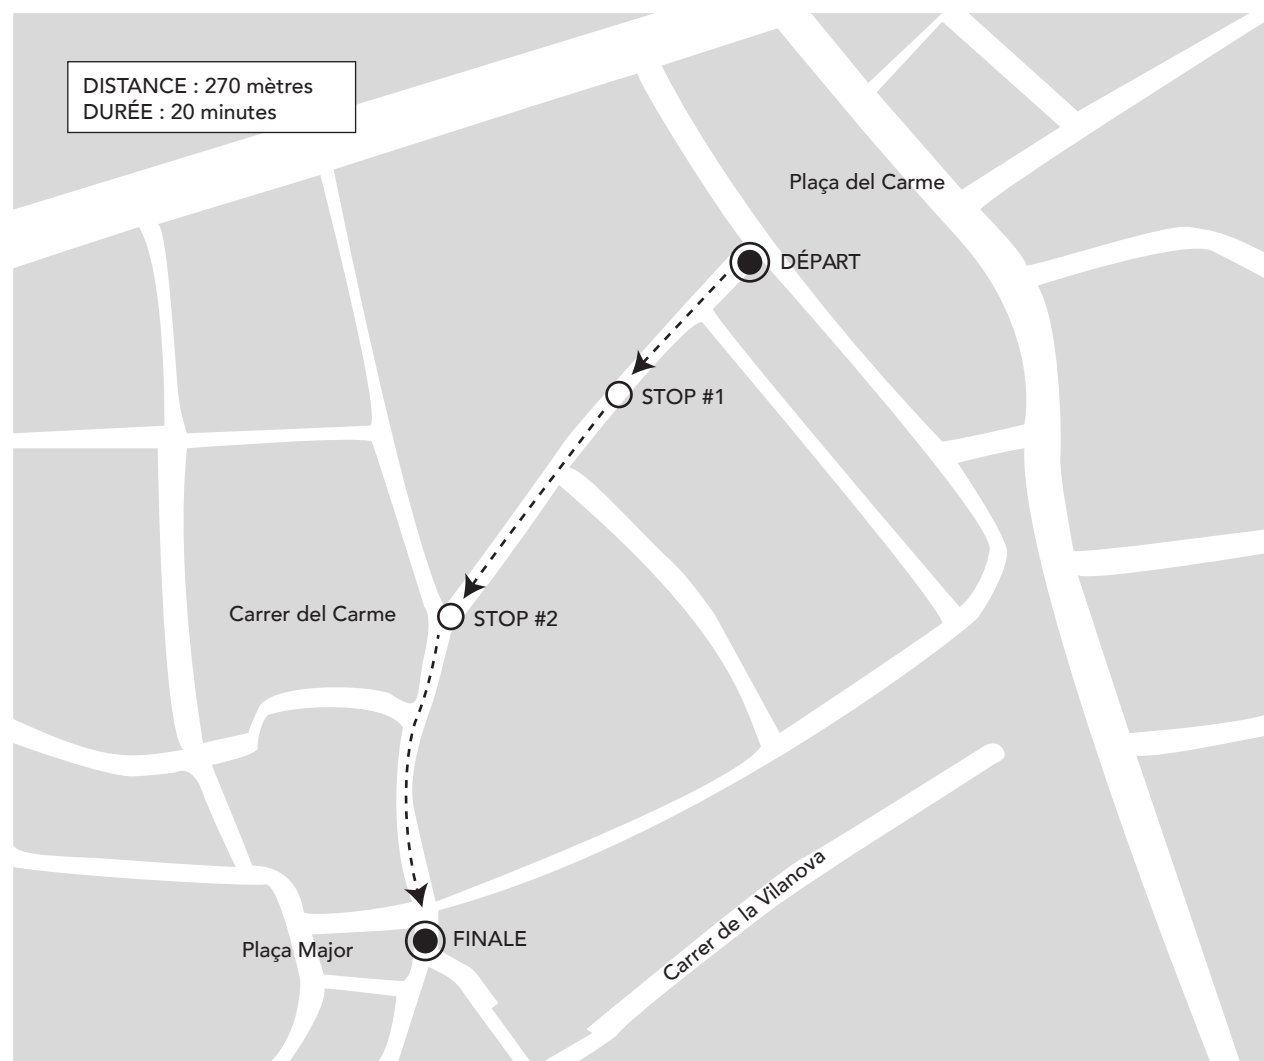 DISTANCE : 270 mètres
DURÉE : 20 minutes
Plaça del Carme
DÉPART
STOP #1
Carrer del Carme
STOP #2
Carrer de la Vilanova
Plaça Major
FINALE